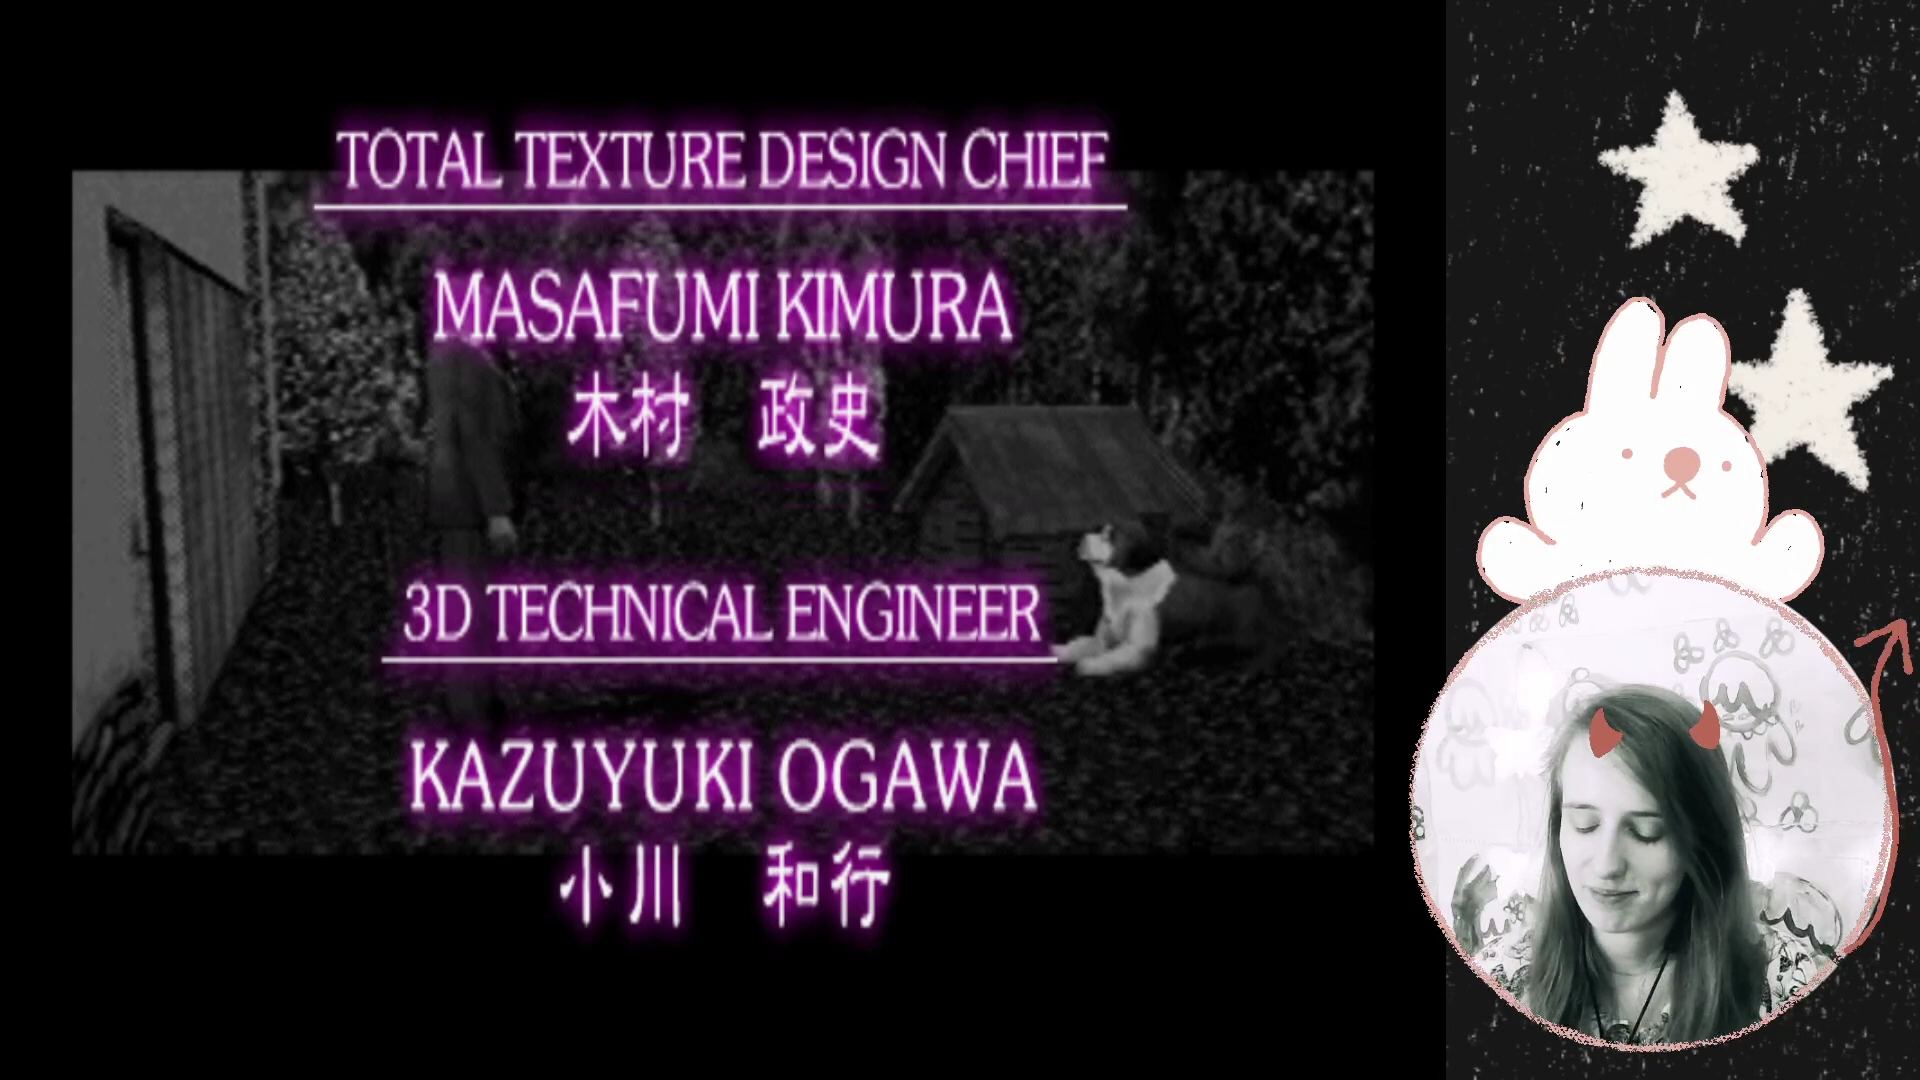 TOTAL TEXTURE DESIGN CHIEF
MASAFUMI KIMURA
木村　政史
3D TECHNICAL ENGINEER
KAZUYUKI OGAWA
小川　和行